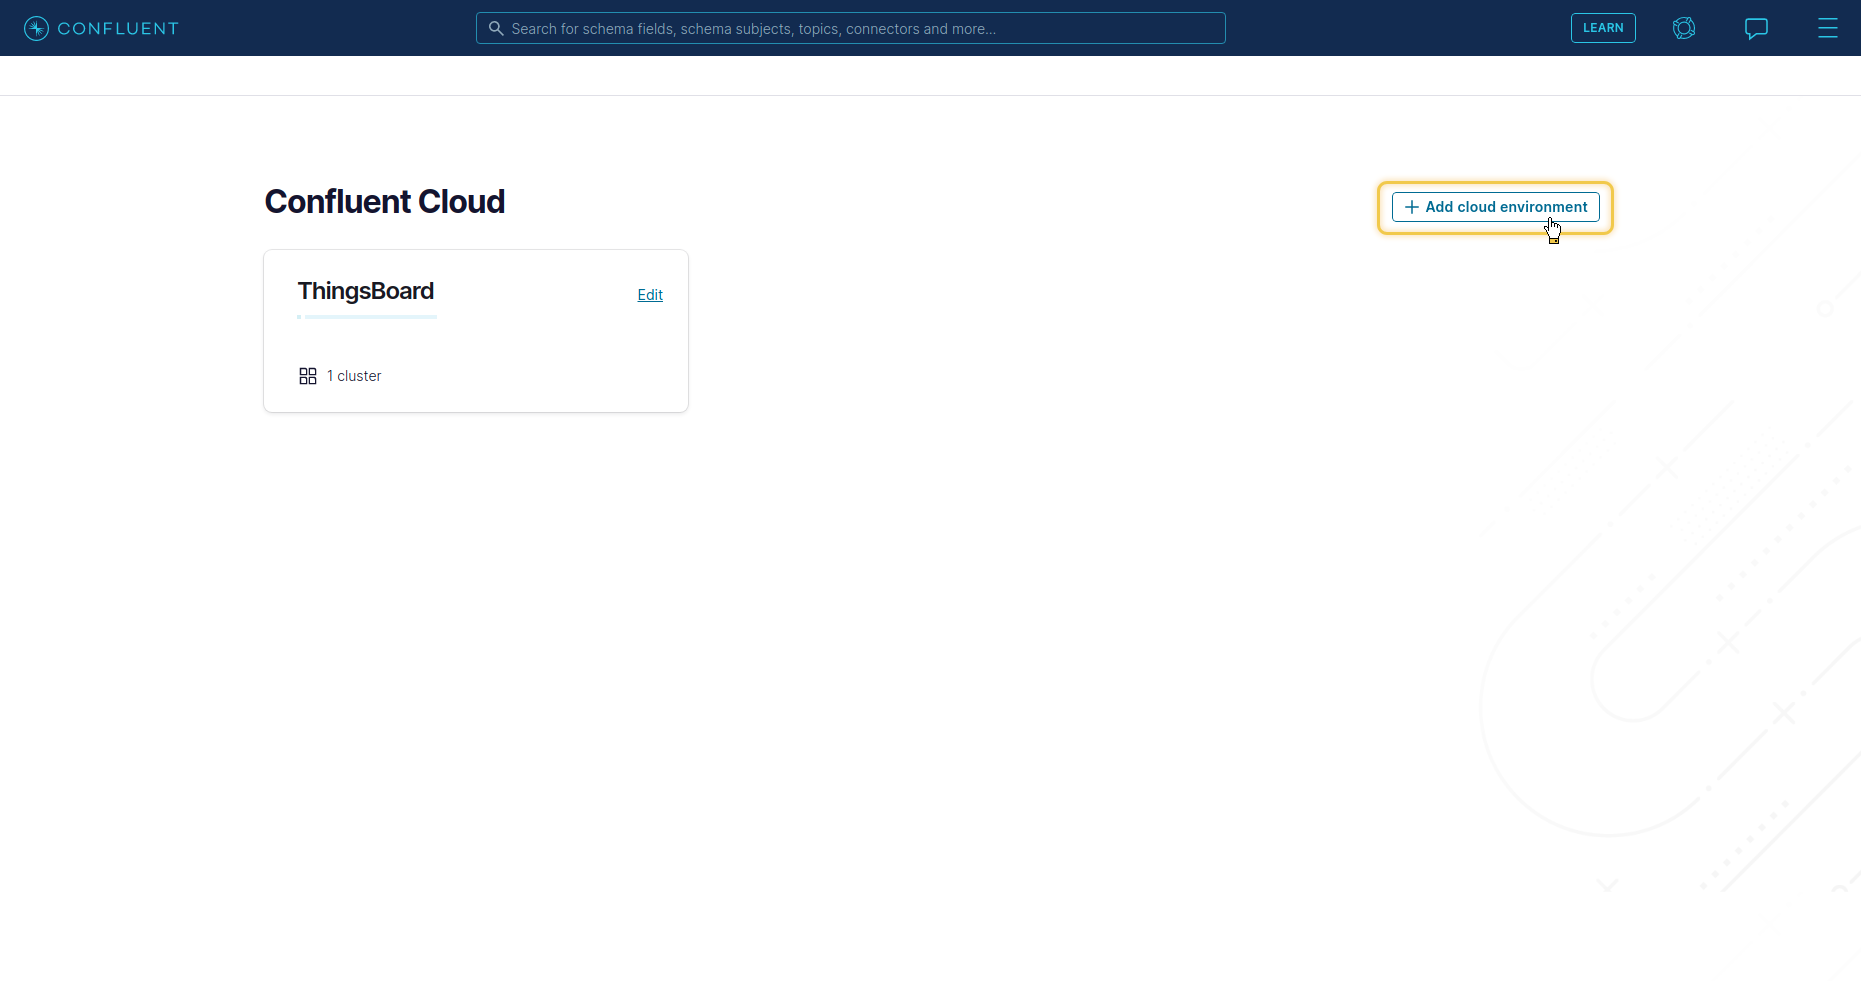 CONFLUENT
Search for schema fields, schema subjects, topics, connectors and more...
LEARN
Confluent Cloud
Add cloud environment
ThingsBoard
Edit
1 cluster